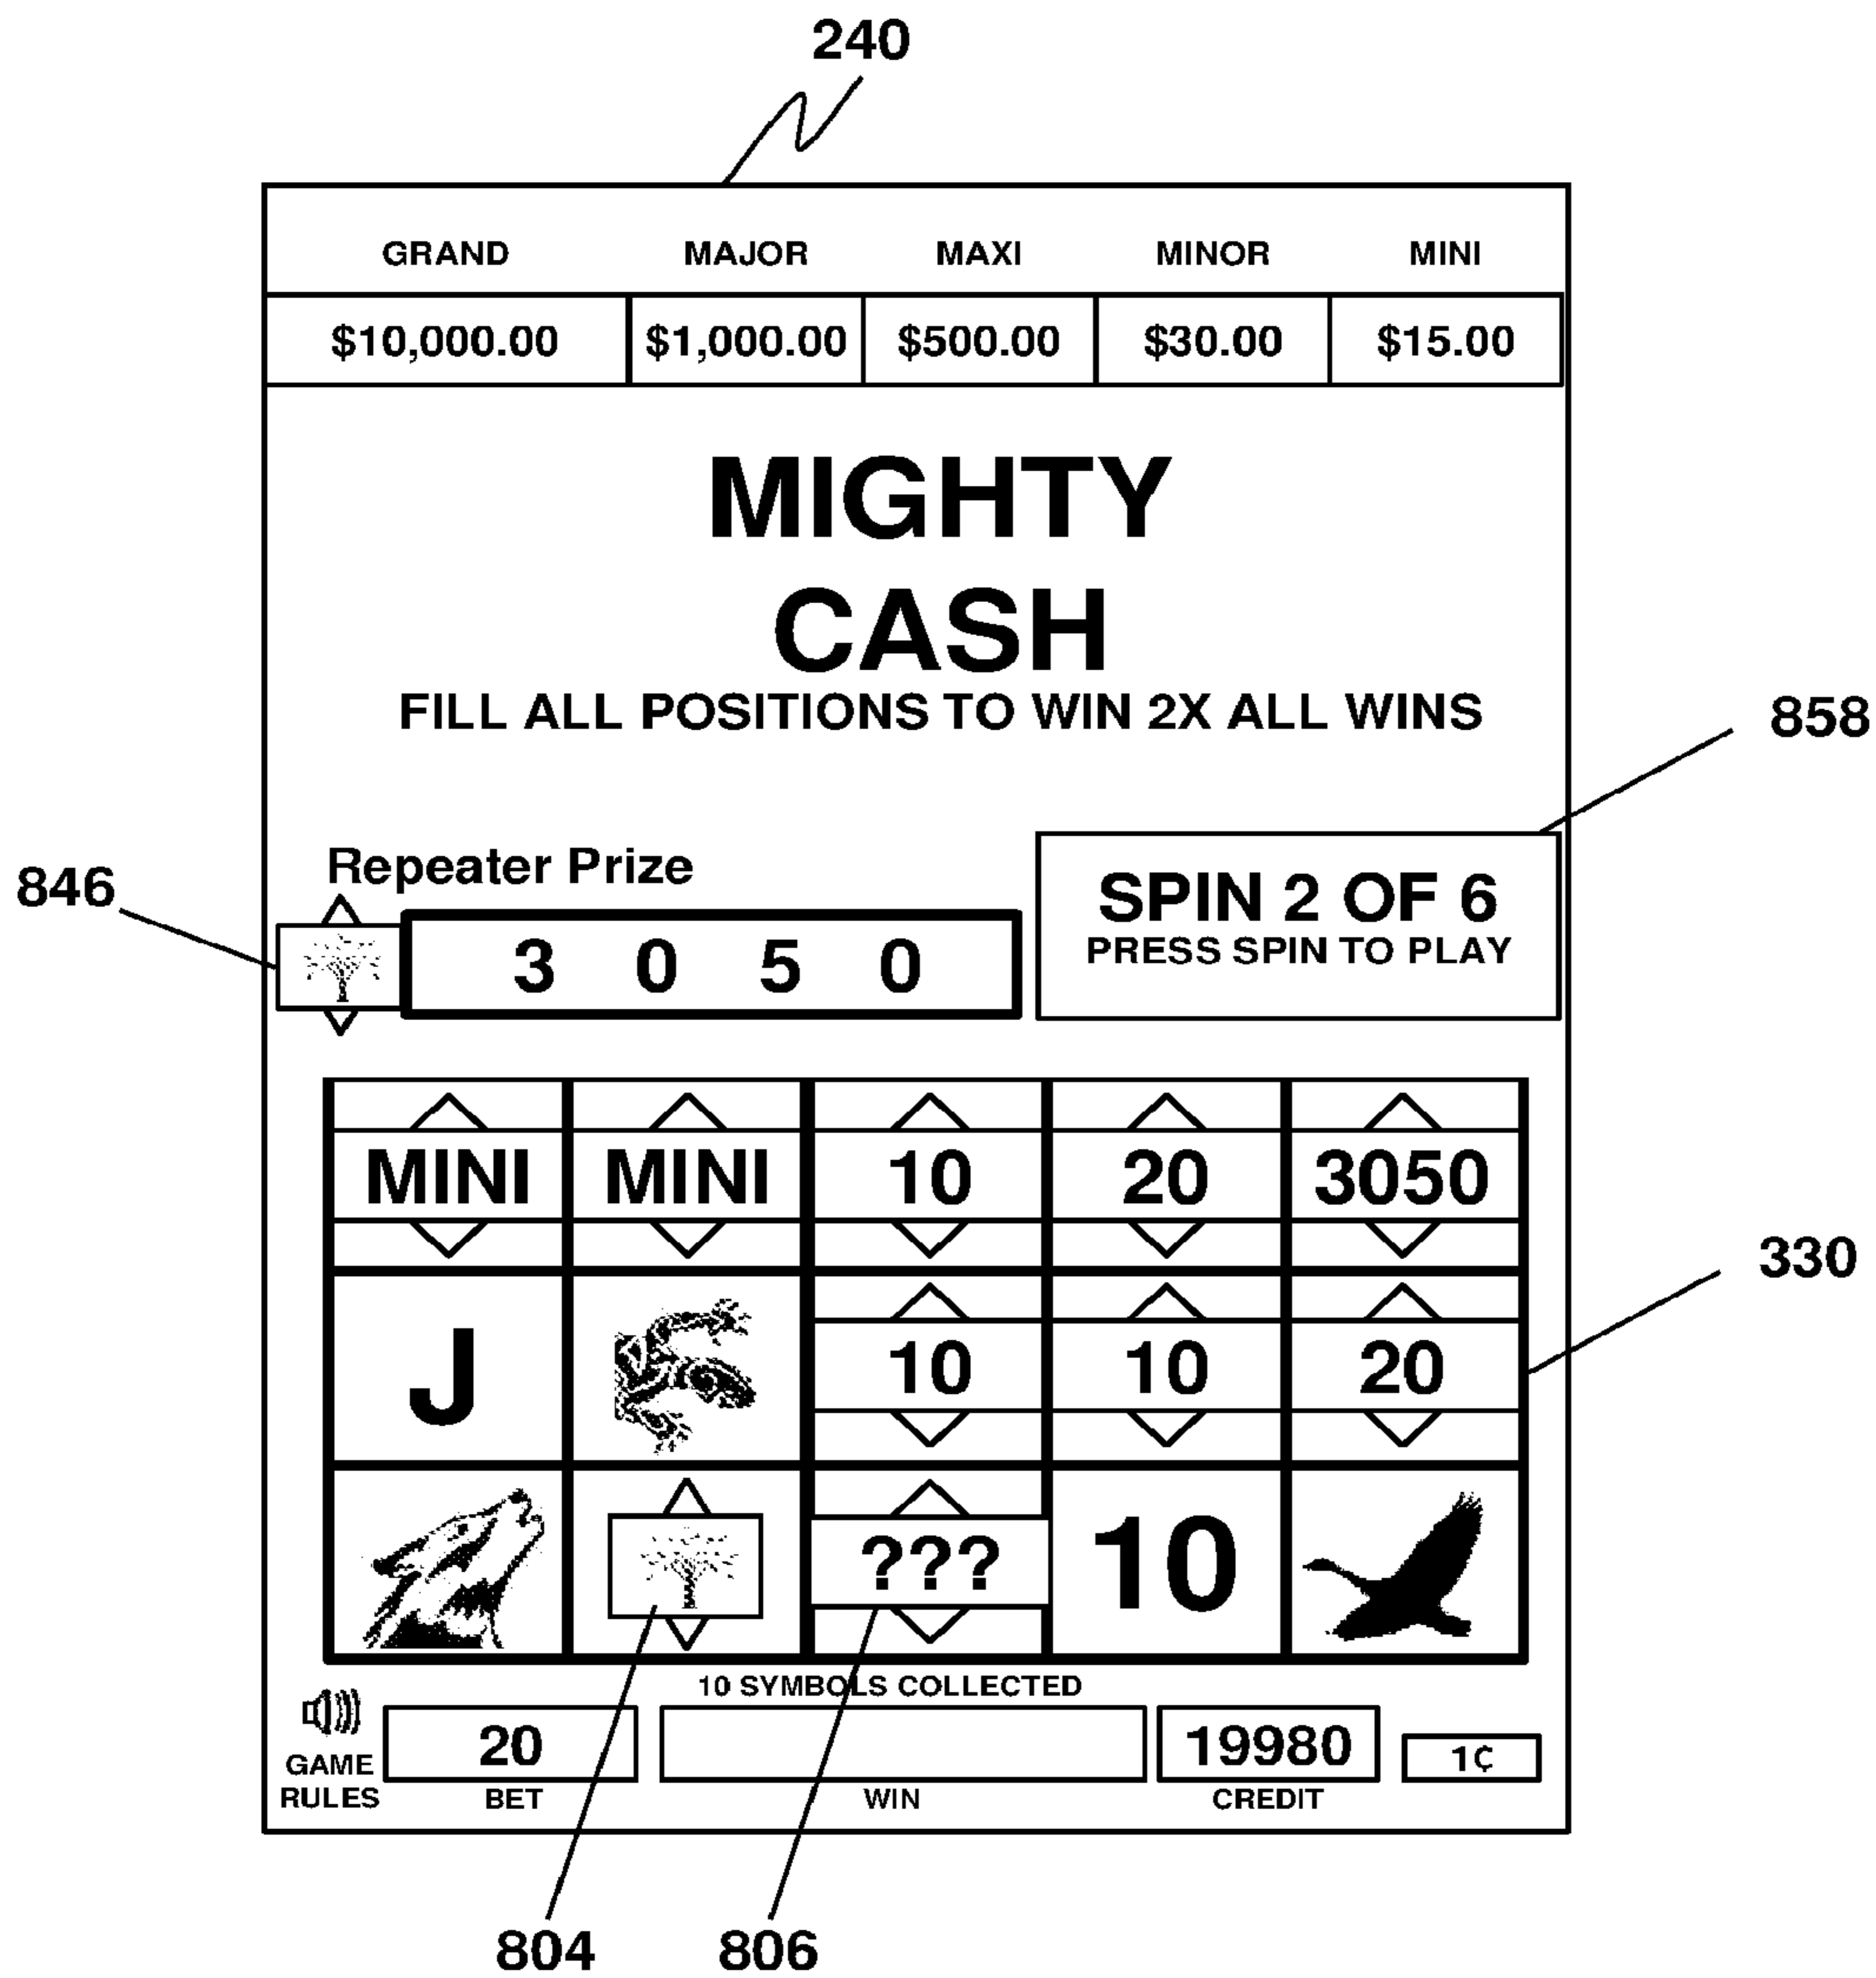 240
GRAND MAJOR MAXI MINOR MINI
$10,000.00 $1,000.00 $500.00 $30.00 $15.00
MIGHTY
CASH
FILL ALL POSITIONS TO WIN 2X ALL WINS
858
846
Repeater Prize
3 0 5 0
SPIN 2 OF 6
PRESS SPIN TO PLAY
MINI MINI 10 20 3050
330
J 10 10 20
??? 10
10 SYMBOLS COLLECTED
20 19980 1¢
GAME
RULES BET WIN CREDIT
804 806